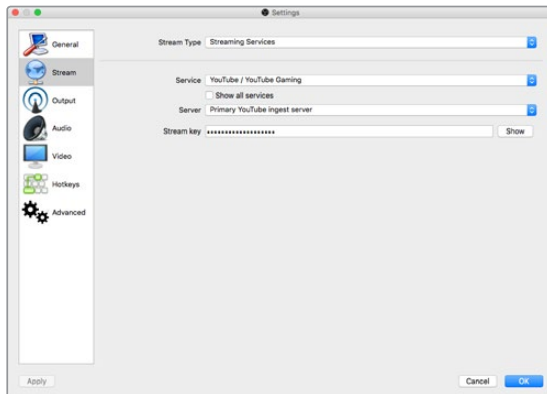 Settings
General
Stream
Output
Audio
Video
Hotkeys
Advanced
Stream Type Streaming Services
Service YouTube / YouTube Gaming
Show all services
Server Primary YouTube ingest server
Stream key ••••••••••••••••••• Show
Apply
Cancel OK